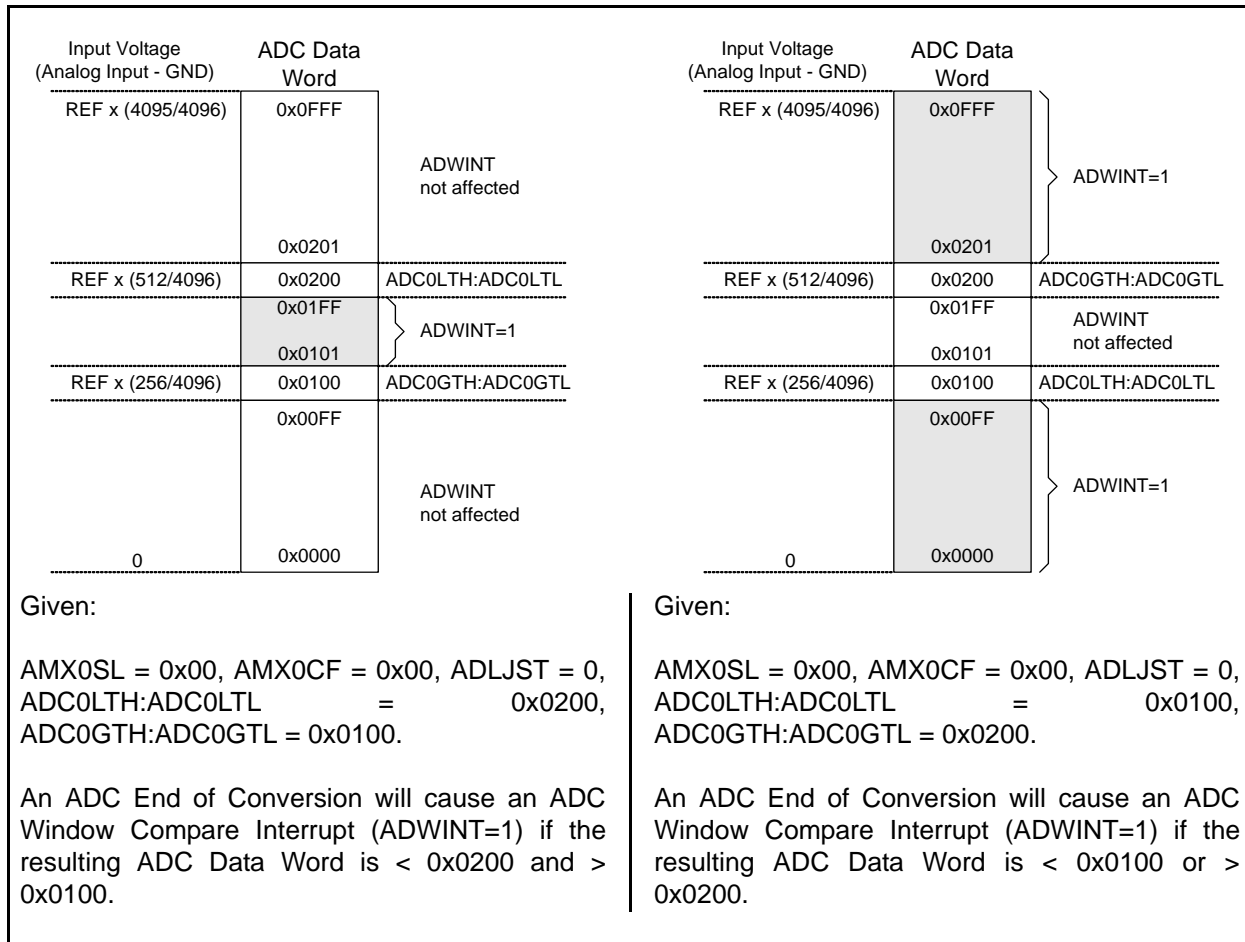 Input Voltage
(Analog Input - GND)
ADC Data
Word
REF x (4095/4096)
0x0FFF
ADWINT
not affected
0x0201
REF x (512/4096)
0x0200
ADC0LTH:ADC0LTL
0x01FF
ADWINT=1
0x0101
REF x (256/4096)
0x0100
ADC0GTH:ADC0GTL
0x00FF
ADWINT
not affected
0
0x0000
Given:
AMX0SL = 0x00, AMX0CF = 0x00, ADLJST = 0,
ADC0LTH:ADC0LTL = 0x0200,
ADC0GTH:ADC0GTL = 0x0100.
An ADC End of Conversion will cause an ADC
Window Compare Interrupt (ADWINT=1) if the
resulting ADC Data Word is < 0x0200 and >
0x0100.
Input Voltage
(Analog Input - GND)
ADC Data
Word
REF x (4095/4096)
0x0FFF
ADWINT=1
0x0201
REF x (512/4096)
0x0200
ADC0GTH:ADC0GTL
0x01FF
ADWINT
not affected
0x0101
REF x (256/4096)
0x0100
ADC0LTH:ADC0LTL
0x00FF
ADWINT=1
0
0x0000
Given:
AMX0SL = 0x00, AMX0CF = 0x00, ADLJST = 0,
ADC0LTH:ADC0LTL = 0x0100,
ADC0GTH:ADC0GTL = 0x0200.
An ADC End of Conversion will cause an ADC
Window Compare Interrupt (ADWINT=1) if the
resulting ADC Data Word is < 0x0100 or >
0x0200.